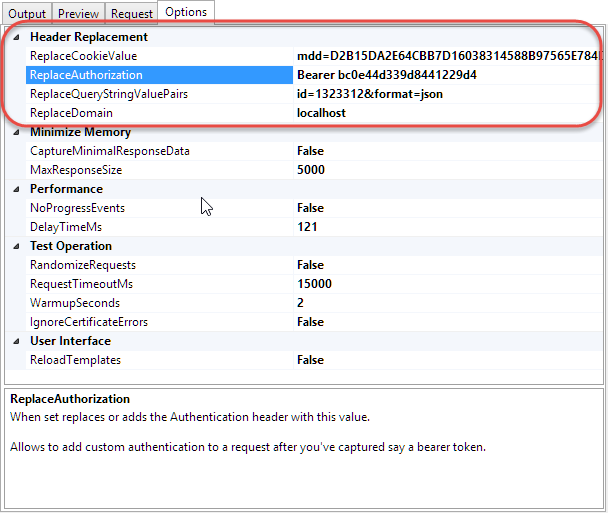 Output Preview Request Options
Header Replacement
ReplaceCookieValue mdd=D2B15DA2E64CBB7D16038314588B97565E784D
ReplaceAuthorization Bearer bc0e44d339d8441229d4
ReplaceQueryStringValuePairs id=1323312&format=json
ReplaceDomain localhost
Minimize Memory
CaptureMinimalResponseData False
MaxResponseSize 5000
Performance
NoProgressEvents False
DelayTimeMs 121
Test Operation
RandomizeRequests False
RequestTimeoutMs 15000
WarmupSeconds 2
IgnoreCertificateErrors False
User Interface
ReloadTemplates False
ReplaceAuthorization
When set replaces or adds the Authentication header with this value.
Allows to add custom authentication to a request after you've captured say a bearer token.